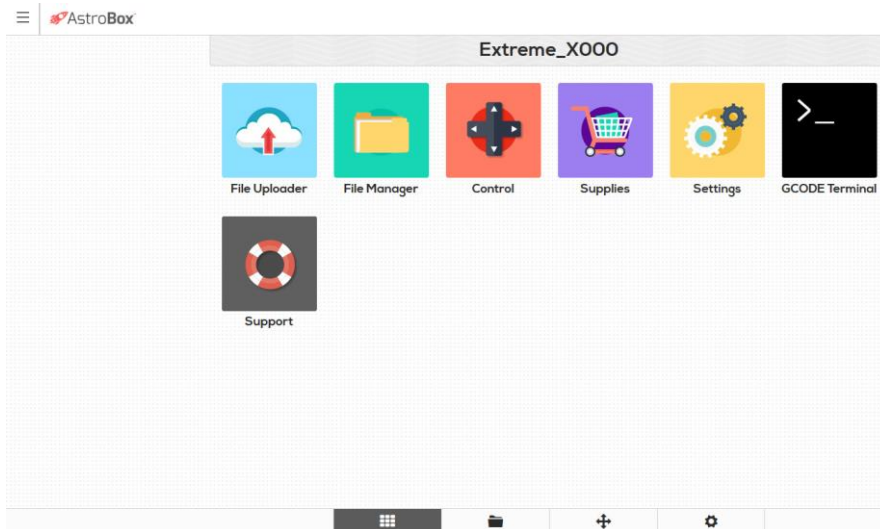 AstroBox
Extreme_X000
File Uploader
File Manager
Control
Supplies
Settings
>_
GCODE Terminal
Support